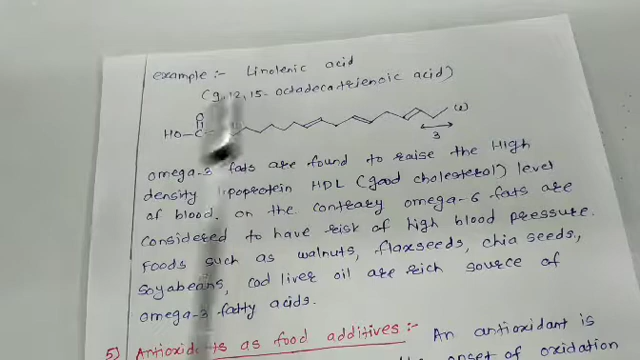 example :- Linolenic acid
(9,12,15-octadecatrienoic acid)
O
HO-C
3
omega-3 fats are found to raise the High
density lipoprotein HDL (good cholesterol) level
of blood. on the contrary omega-6 fats are
considered to have risk of high blood pressure.
Foods such as walnuts, flaxseeds, chia seeds,
soyabeans, cod liver oil are rich source of
omega-3 fatty acids.
5) Antioxidants as food additives :- An antioxidant is
the onset of oxidation